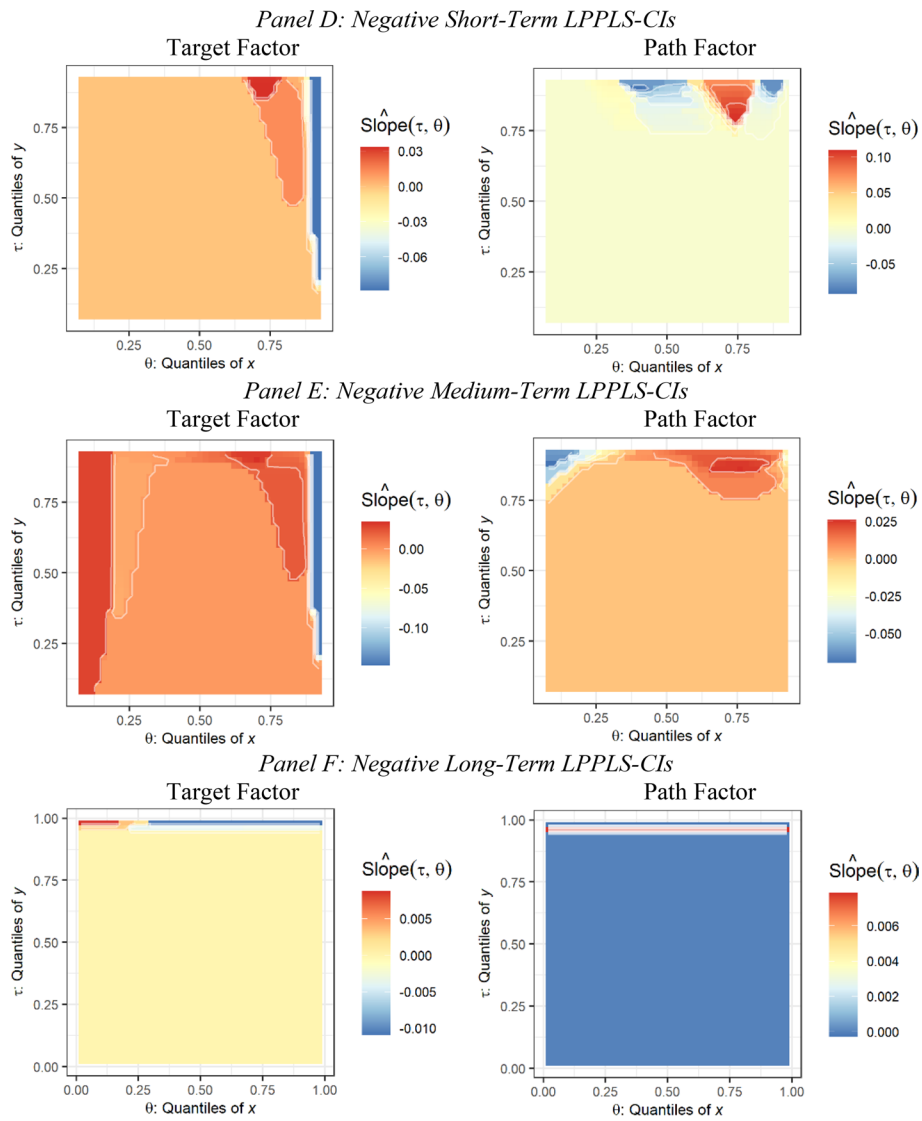 Panel D: Negative Short-Term LPPLS-CIs
Target Factor
Path Factor
τ: Quantiles of y
0.75
0.50
0.25
0.25 0.50 0.75
θ: Quantiles of x
Slôpe(τ, θ)
0.03
0.00
-0.03
-0.06
τ: Quantiles of y
0.75
0.50
0.25
0.25 0.50 0.75
θ: Quantiles of x
Slôpe(τ, θ)
0.10
0.05
0.00
-0.05
Panel E: Negative Medium-Term LPPLS-CIs
Target Factor
Path Factor
τ: Quantiles of y
0.75
0.50
0.25
0.25 0.50 0.75
θ: Quantiles of x
Slôpe(τ, θ)
0.00
-0.05
-0.10
τ: Quantiles of y
0.75
0.50
0.25
0.25 0.50 0.75
θ: Quantiles of x
Slôpe(τ, θ)
0.025
0.000
-0.025
-0.050
Panel F: Negative Long-Term LPPLS-CIs
Target Factor
Path Factor
τ: Quantiles of y
1.00
0.75
0.50
0.25
0.00
0.00 0.25 0.50 0.75 1.00
θ: Quantiles of x
Slôpe(τ, θ)
0.005
0.000
-0.005
-0.010
τ: Quantiles of y
1.00
0.75
0.50
0.25
0.00
0.00 0.25 0.50 0.75 1.00
θ: Quantiles of x
Slôpe(τ, θ)
0.006
0.004
0.002
0.000